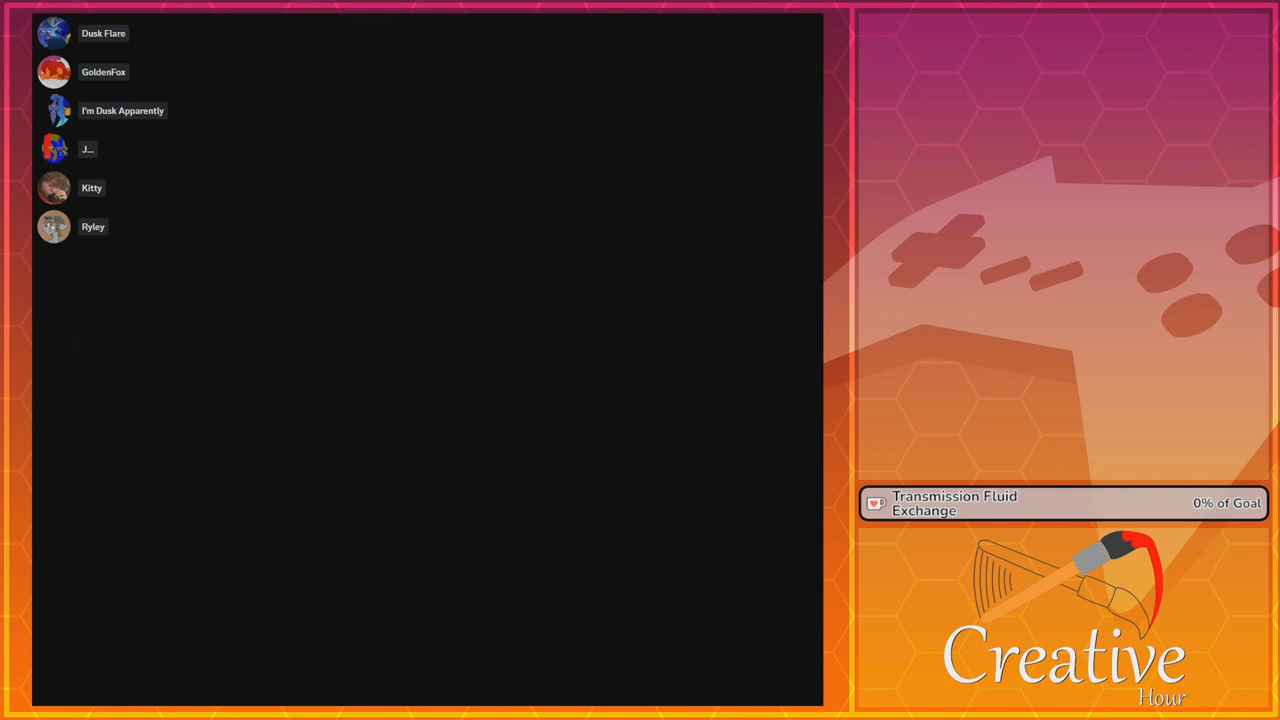 Dusk Flare
GoldenFox
I'm Dusk Apparently
J...
Kitty
Ryley
Transmission Fluid
Exchange
0% of Goal
Creative
Hour